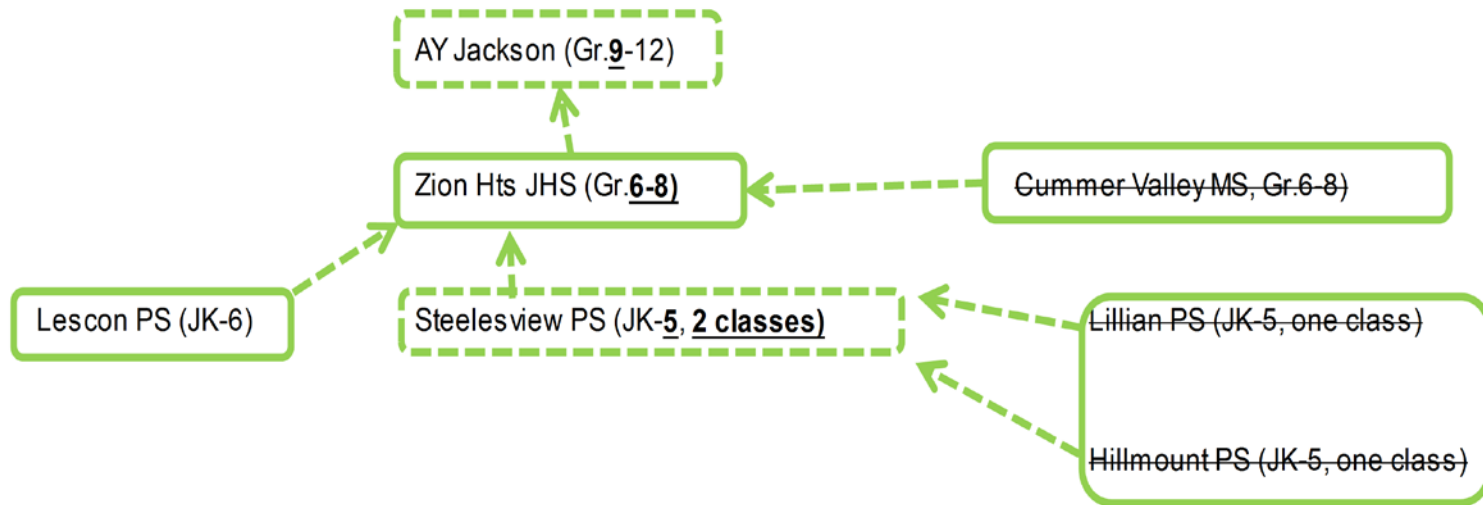 AY Jackson (Gr.9-12)
Zion Hts JHS (Gr.6-8)
Cummer Valley MS, Gr.6-8)
Lescon PS (JK-6)
Steelesview PS (JK-5, 2 classes)
Lillian PS (JK-5, one class)
Hillmount PS (JK-5, one class)